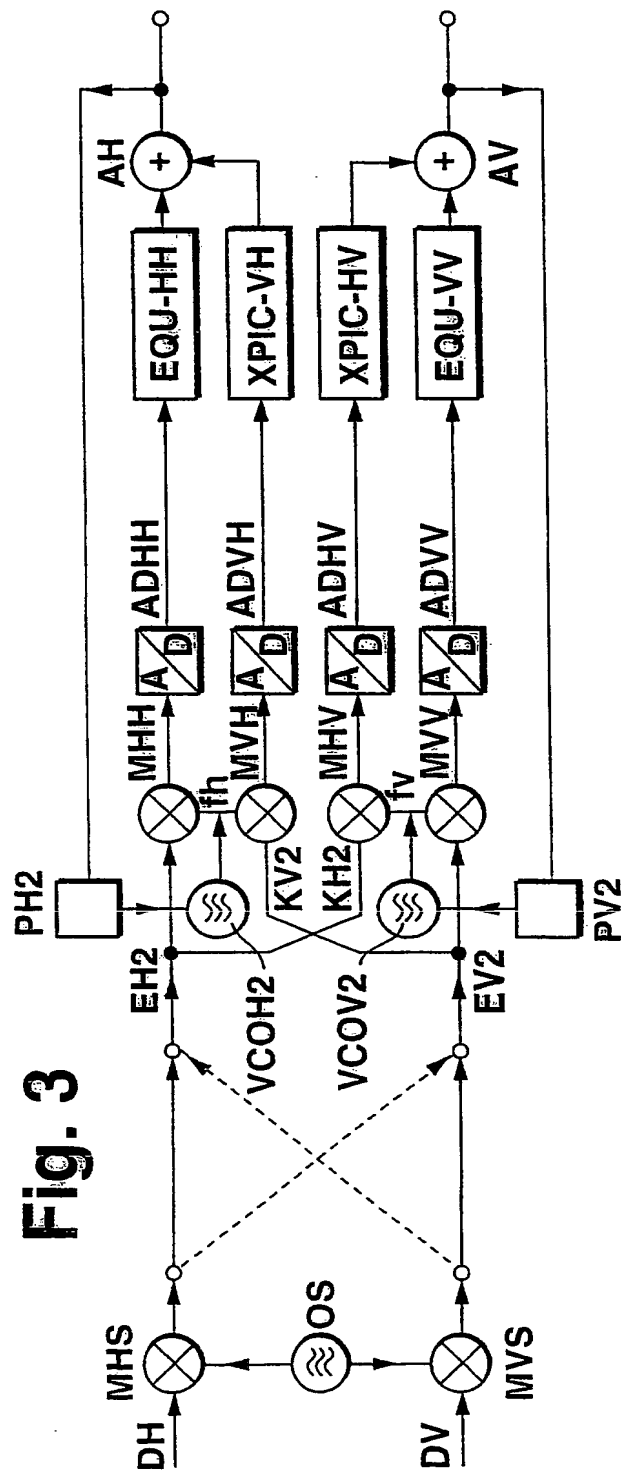 Fig. 3
DH
MHS
OS
DV
MVS
EH2
EV2
PH2
PV2
VCOH2
VCOV2
KV2
KH2
fh
fv
MHH
MVH
MHV
MVV
A
D
A
D
A
D
A
D
ADHH
ADVH
ADHV
ADVV
EQU-HH
XPIC-VH
XPIC-HV
EQU-VV
AH
+
+
AV